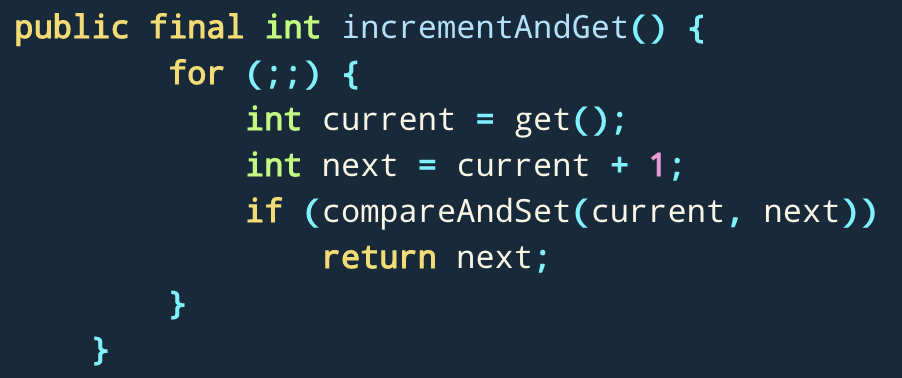 public final int incrementAndGet() {
for (;;) {
int current = get();
int next = current + 1;
if (compareAndSet(current, next))
return next;
}
}